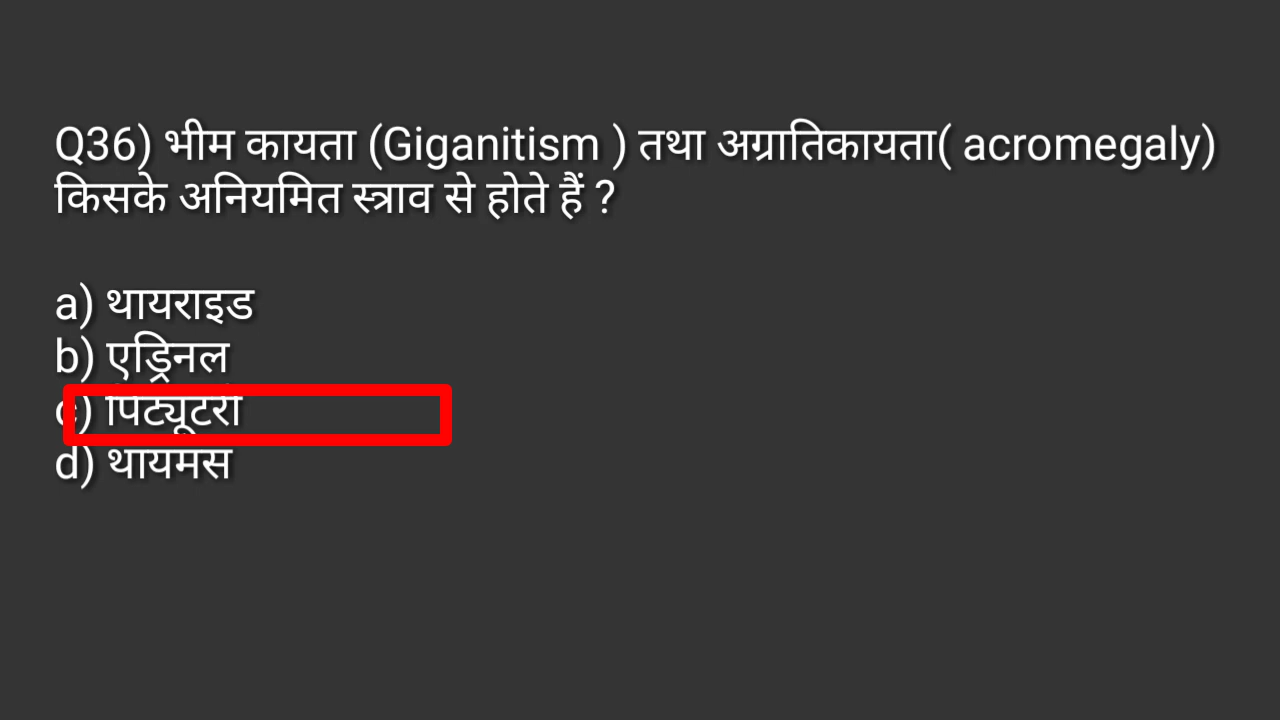 Q36) भीम कायता (Giganitism ) तथा अग्रातिकायता( acromegaly)
किसके अनियमित स्त्राव से होते हैं ?
a) थायराइड
b) एड्रिनल
c) पिट्यूटरी
d) थायमस